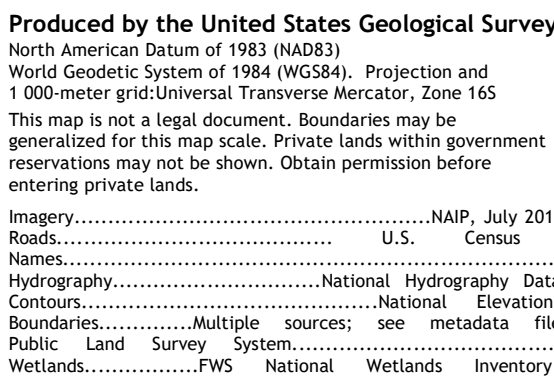 Produced by the United States Geological Survey
North American Datum of 1983 (NAD83)
World Geodetic System of 1984 (WGS84).  Projection and
1 000-meter grid:Universal Transverse Mercator, Zone 16S
This map is not a legal document. Boundaries may be
generalized for this map scale. Private lands within government
reservations may not be shown. Obtain permission before
entering private lands.
Imagery.....................................................NAIP, July 201
Roads......................................... U.S. Census
Names.....................................................................
Hydrography...............................National Hydrography Data
Contours............................................National Elevation
Boundaries..............Multiple sources; see metadata file
Public Land Survey System.......................................
Wetlands.................FWS National Wetlands Inventory